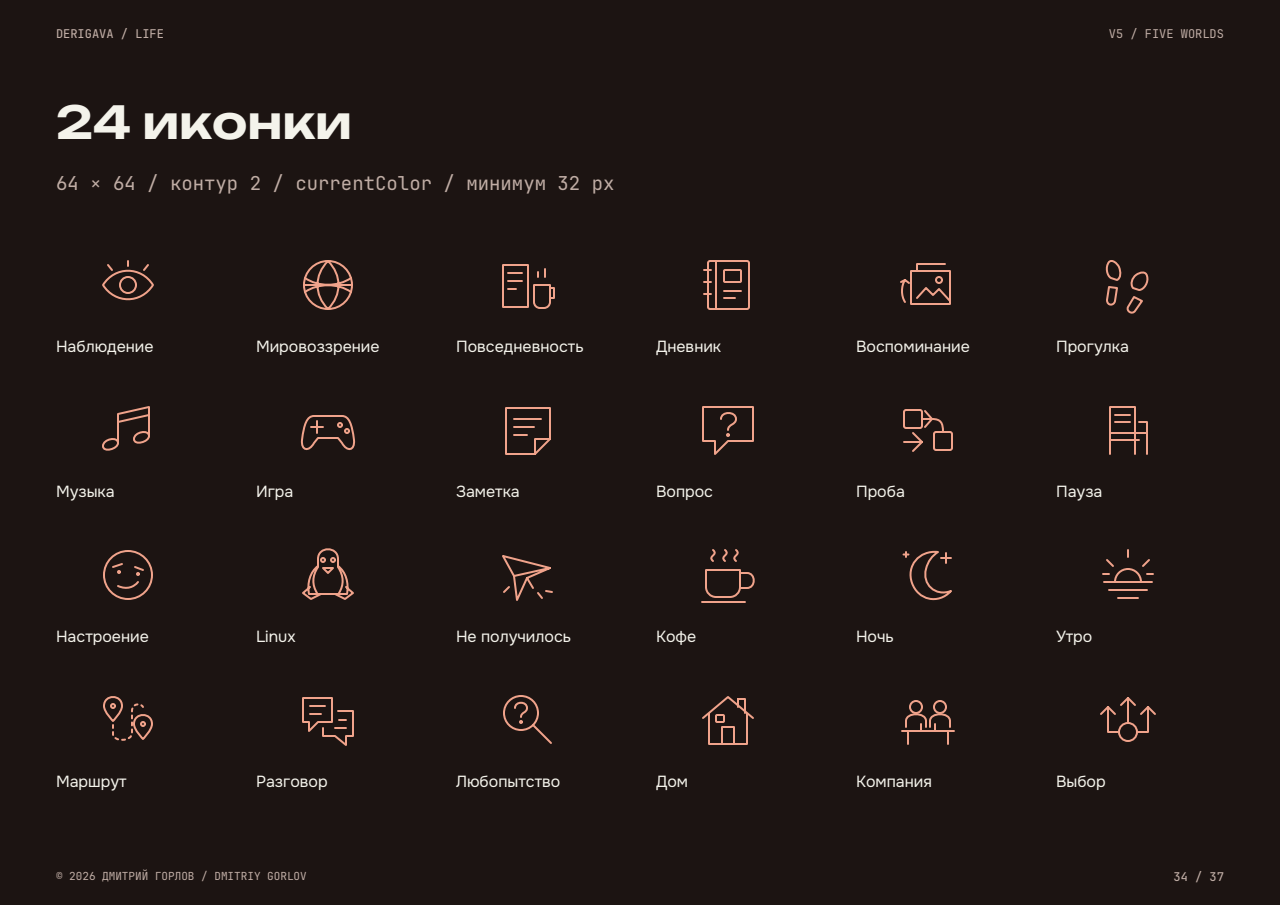 DERIGAVA / LIFE
V5 / FIVE WORLDS
24 иконки
64 × 64 / контур 2 / currentColor / минимум 32 px
Наблюдение
Мировоззрение
Повседневность
Дневник
Воспоминание
Прогулка
Музыка
Игра
Заметка
Вопрос
Проба
Пауза
Настроение
Linux
Не получилось
Кофе
Ночь
Утро
Маршрут
Разговор
Любопытство
Дом
Компания
Выбор
© 2026 ДМИТРИЙ ГОРЛОВ / DMITRIY GORLOV
34 / 37